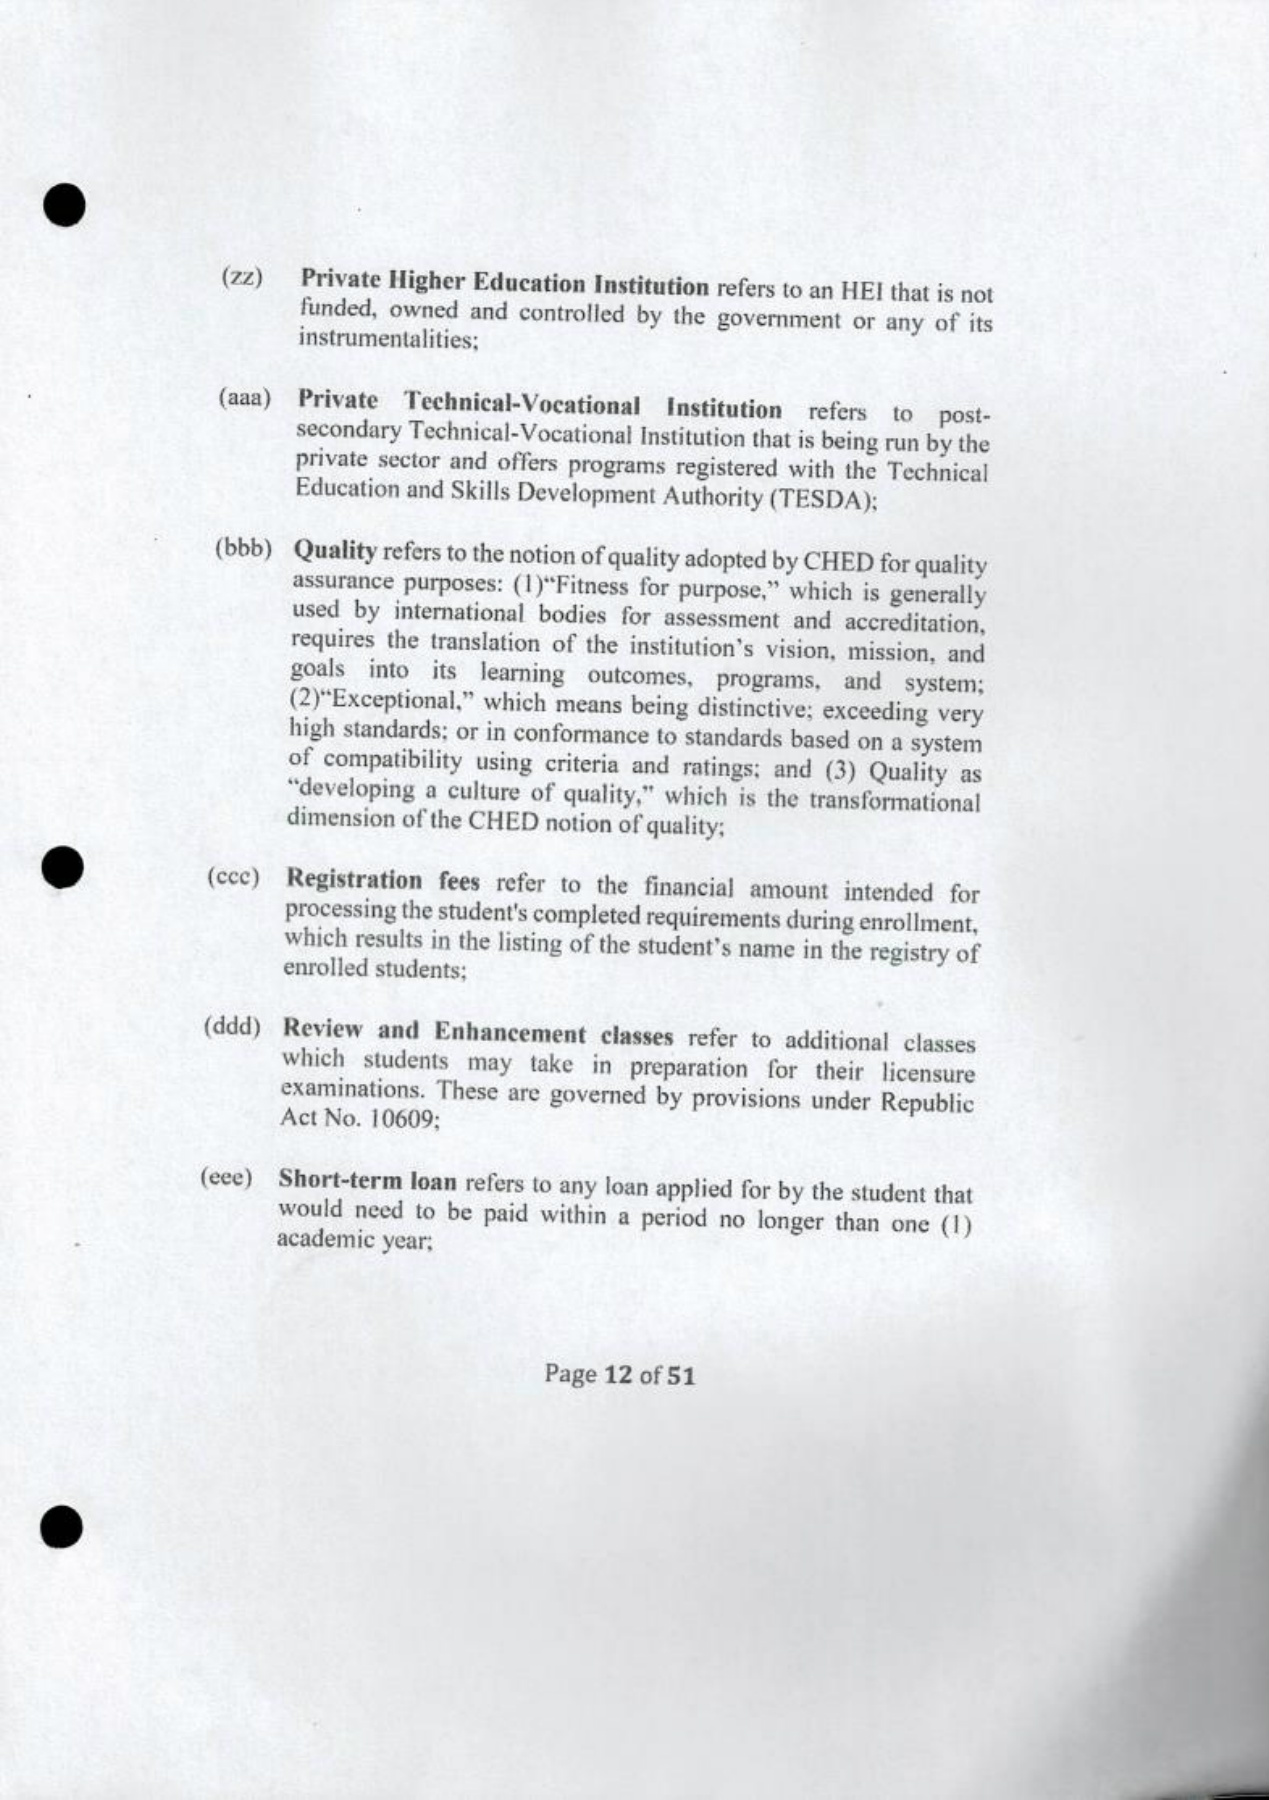 (zz) Private Higher Education Institution refers to an HEI that is not
funded, owned and controlled by the government or any of its
instrumentalities;
(aaa) Private Technical-Vocational Institution refers to post-
secondary Technical-Vocational Institution that is being run by the
private sector and offers programs registered with the Technical
Education and Skills Development Authority (TESDA);
(bbb) Quality refers to the notion of quality adopted by CHED for quality
assurance purposes: (1)“Fitness for purpose,” which is generally
used by international bodies for assessment and accreditation,
requires the translation of the institution’s vision, mission, and
goals into its learning outcomes, programs, and system;
(2)“Exceptional,” which means being distinctive; exceeding very
high standards; or in conformance to standards based on a system
of compatibility using criteria and ratings; and (3) Quality as
“developing a culture of quality,” which is the transformational
dimension of the CHED notion of quality;
(ccc) Registration fees refer to the financial amount intended for
processing the student's completed requirements during enrollment,
which results in the listing of the student’s name in the registry of
enrolled students;
(ddd) Review and Enhancement classes refer to additional classes
which students may take in preparation for their licensure
examinations. These are governed by provisions under Republic
Act No. 10609;
(eee) Short-term loan refers to any loan applied for by the student that
would need to be paid within a period no longer than one (1)
academic year;
Page 12 of 51